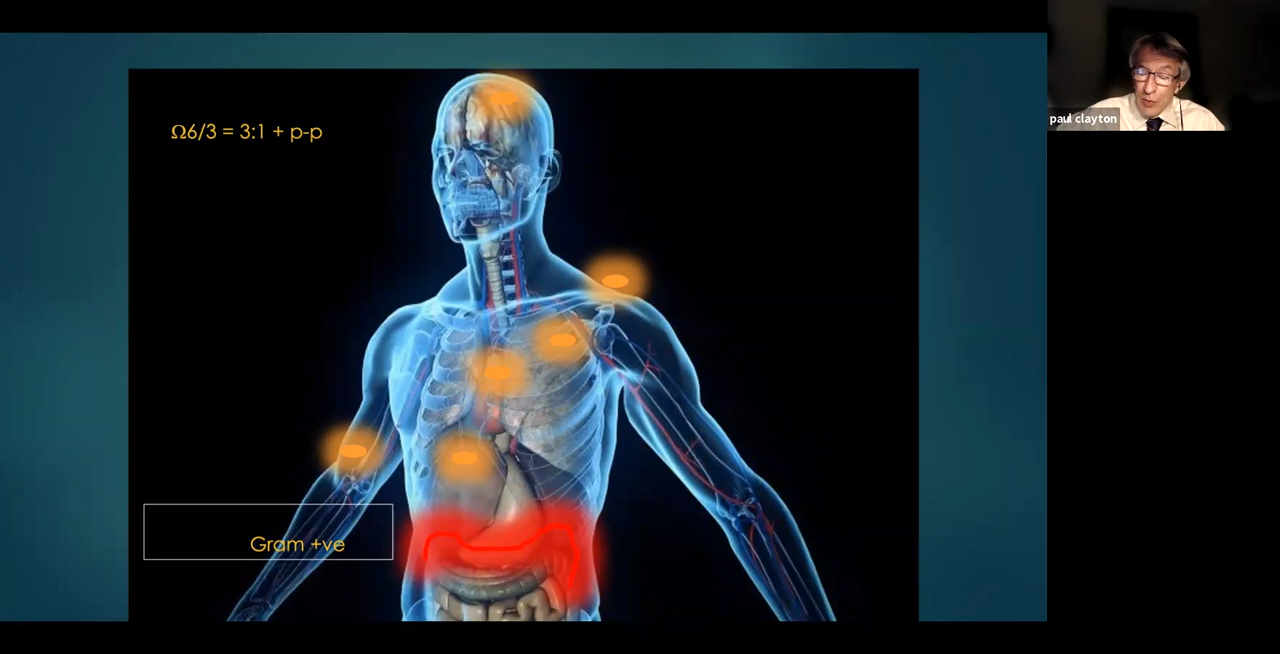 Ω6/3 = 3:1 + p-p
paul clayton
Gram +ve